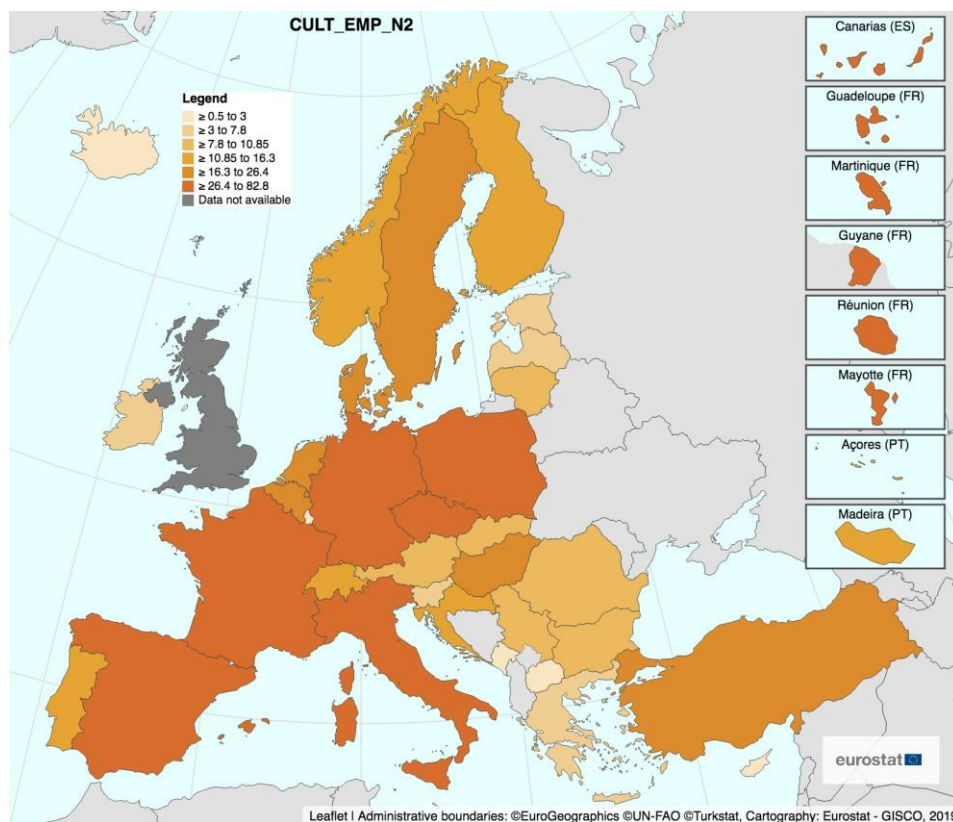 CULT_EMP_N2
Legend
≥ 0.5 to 3
≥ 3 to 7.8
≥ 7.8 to 10.85
≥ 10.85 to 16.3
≥ 16.3 to 26.4
≥ 26.4 to 82.8
Data not available
Canarias (ES)
Guadeloupe (FR)
Martinique (FR)
Guyane (FR)
Réunion (FR)
Mayotte (FR)
Açores (PT)
Madeira (PT)
eurostat
Leaflet | Administrative boundaries: ©EuroGeographics ©UN-FAO ©Turkstat, Cartography: Eurostat - GISCO, 2019